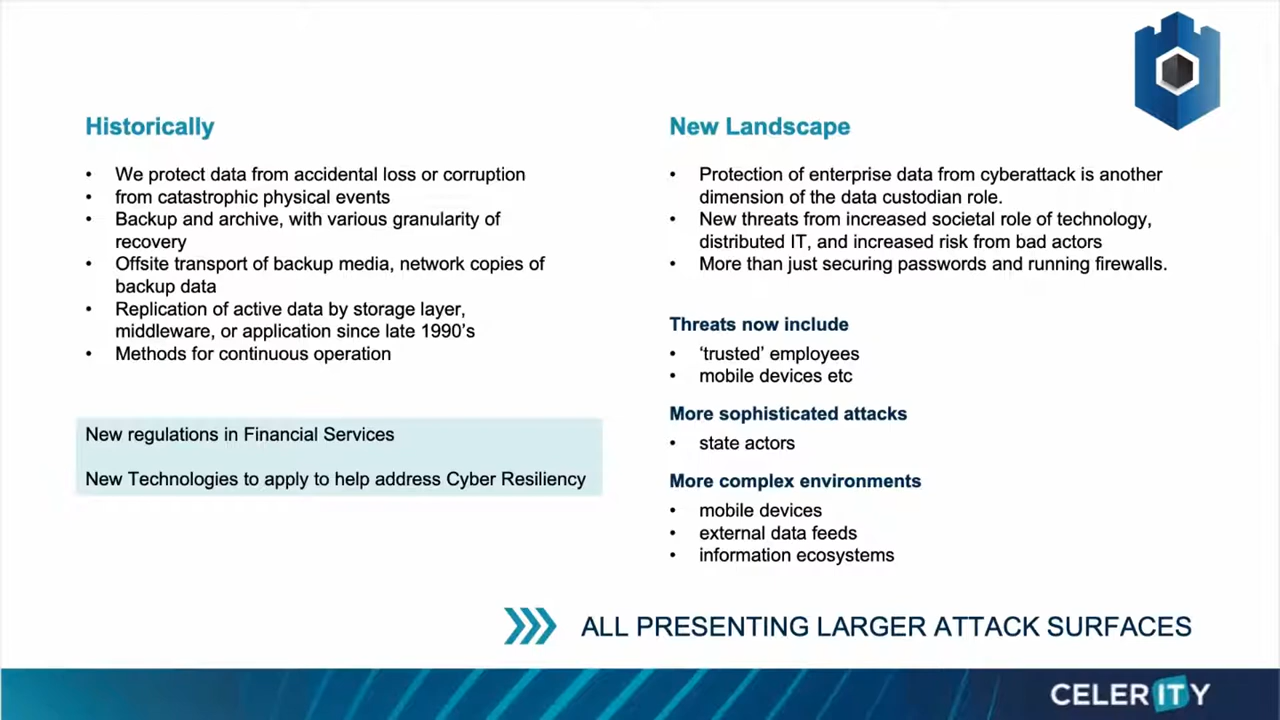 Historically
• We protect data from accidental loss or corruption
• from catastrophic physical events
• Backup and archive, with various granularity of
recovery
• Offsite transport of backup media, network copies of
backup data
• Replication of active data by storage layer,
middleware, or application since late 1990’s
• Methods for continuous operation
New regulations in Financial Services
New Technologies to apply to help address Cyber Resiliency
New Landscape
• Protection of enterprise data from cyberattack is another
dimension of the data custodian role.
• New threats from increased societal role of technology,
distributed IT, and increased risk from bad actors
• More than just securing passwords and running firewalls.
Threats now include
• ‘trusted’ employees
• mobile devices etc
More sophisticated attacks
• state actors
More complex environments
• mobile devices
• external data feeds
• information ecosystems
ALL PRESENTING LARGER ATTACK SURFACES
CELERITY